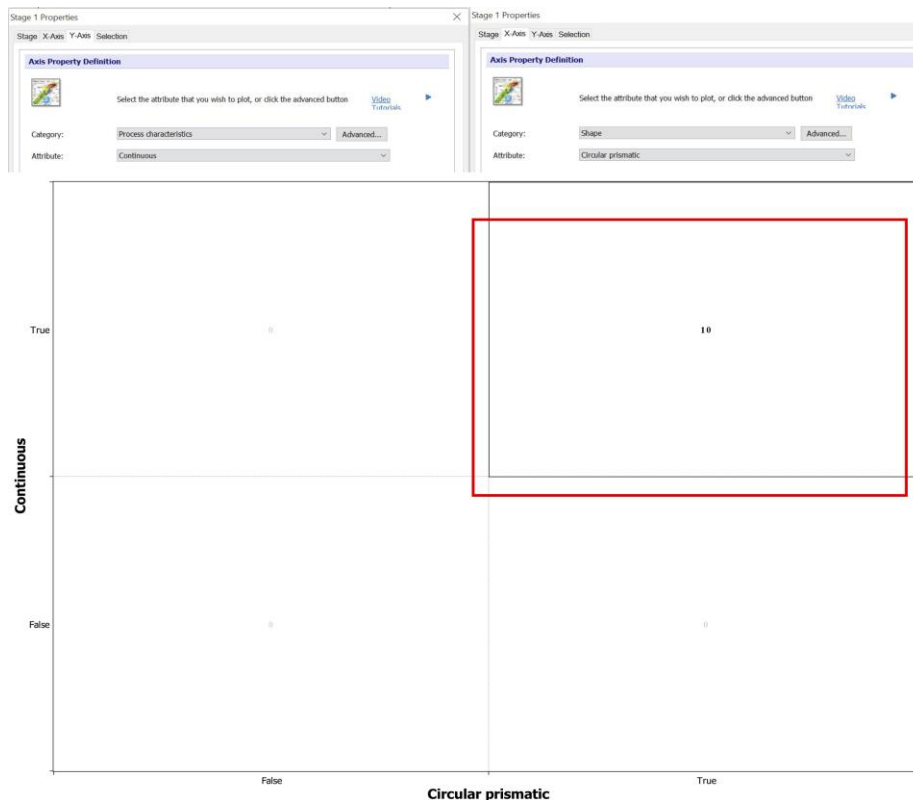 Stage 1 Properties
Stage X-Axis Y-Axis Selection
Axis Property Definition
Select the attribute that you wish to plot, or click the advanced button
Video Tutorials
Category:
Process characteristics
Advanced...
Attribute:
Continuous
Stage 1 Properties
Stage X-Axis Y-Axis Selection
Axis Property Definition
Select the attribute that you wish to plot, or click the advanced button
Video Tutorials
Category:
Shape
Advanced...
Attribute:
Circular prismatic
True
0
10
Continuous
False
0
0
False
True
Circular prismatic